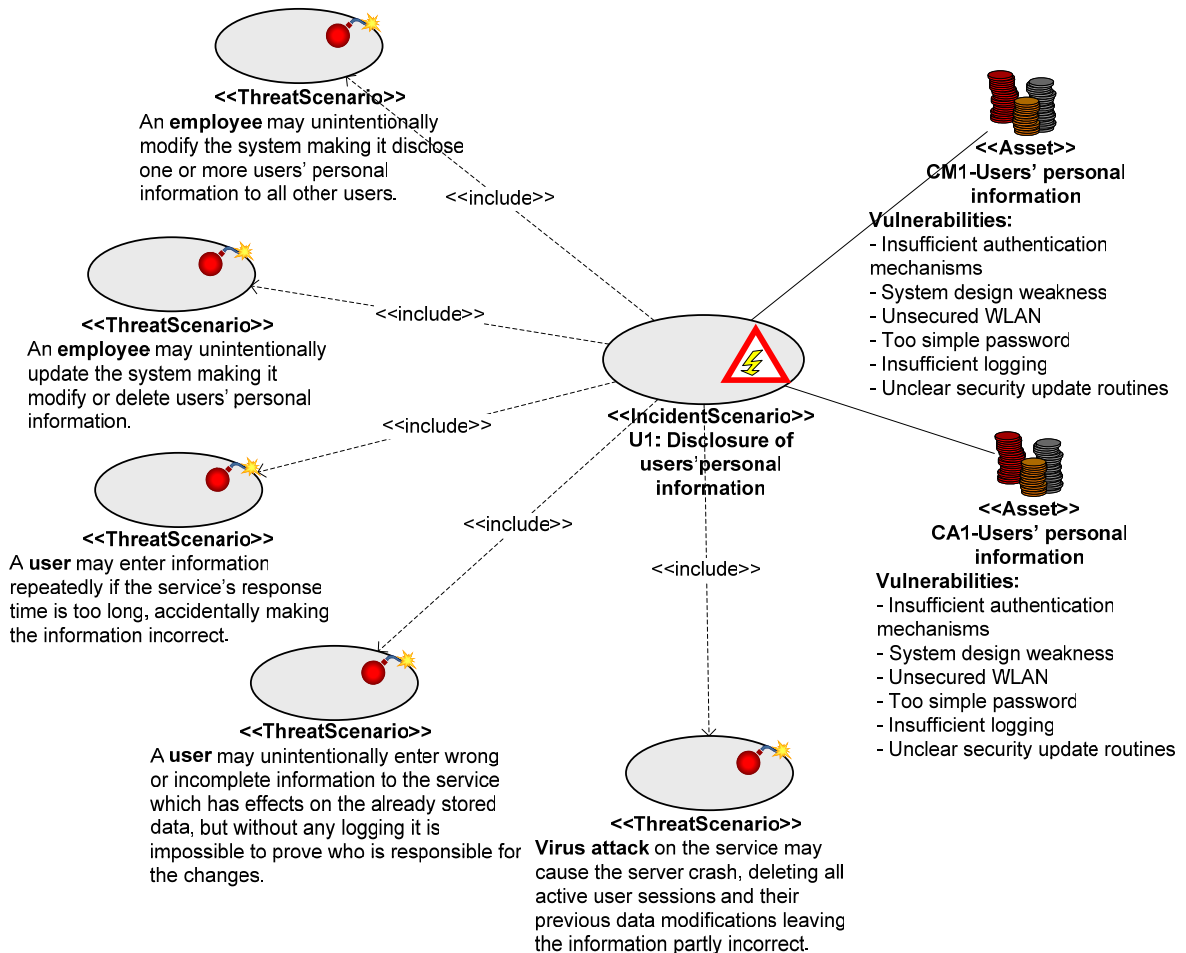 <<ThreatScenario>>
An employee may unintentionally
modify the system making it disclose
one or more users' personal
information to all other users.
<<include>>
<<Asset>>
CM1-Users' personal
information
Vulnerabilities:
- Insufficient authentication
mechanisms
- System design weakness
- Unsecured WLAN
- Too simple password
- Insufficient logging
- Unclear security update routines
<<ThreatScenario>>
An employee may unintentionally
update the system making it
modify or delete users' personal
information.
<<include>>
<<IncidentScenario>>
U1: Disclosure of
users'personal
information
<<include>>
<<Asset>>
CA1-Users' personal
information
Vulnerabilities:
- Insufficient authentication
mechanisms
- System design weakness
- Unsecured WLAN
- Too simple password
- Insufficient logging
- Unclear security update routines
<<ThreatScenario>>
A user may enter information
repeatedly if the service's response
time is too long, accidentally making
the information incorrect.
<<include>>
<<include>>
<<ThreatScenario>>
A user may unintentionally enter wrong
or incomplete information to the service
which has effects on the already stored
data, but without any logging it is
impossible to prove who is responsible for
the changes.
<<ThreatScenario>>
Virus attack on the service may
cause the server crash, deleting all
active user sessions and their
previous data modifications leaving
the information partly incorrect.